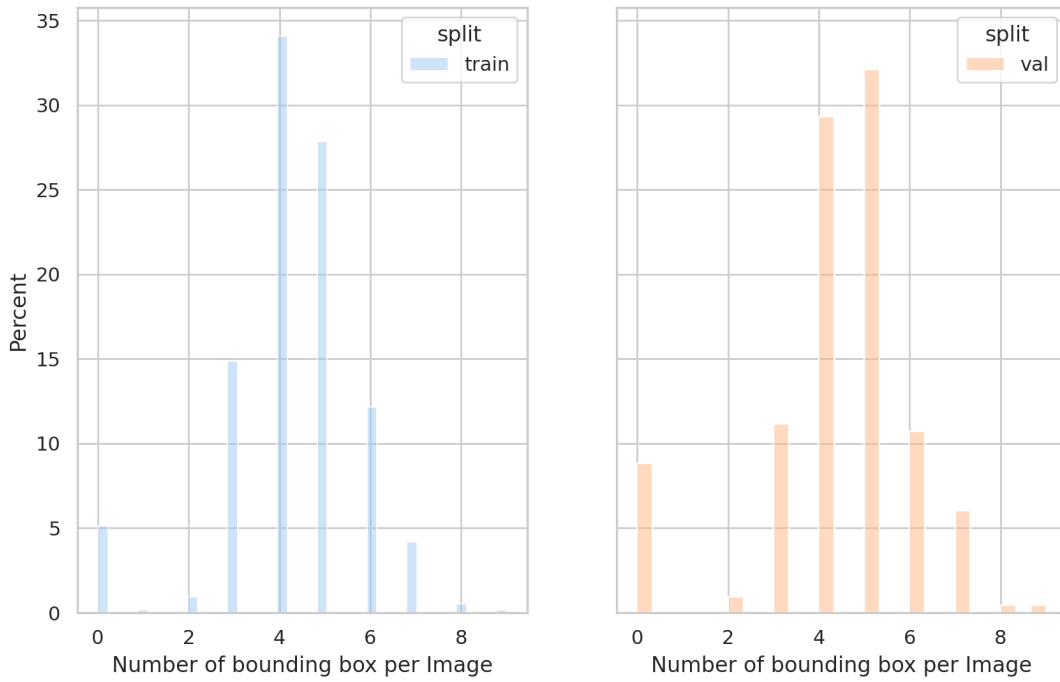 35
30
25
20
15
10
5
0
Percent
split
train
0 2 4 6 8
Number of bounding box per Image
split
val
0 2 4 6 8
Number of bounding box per Image